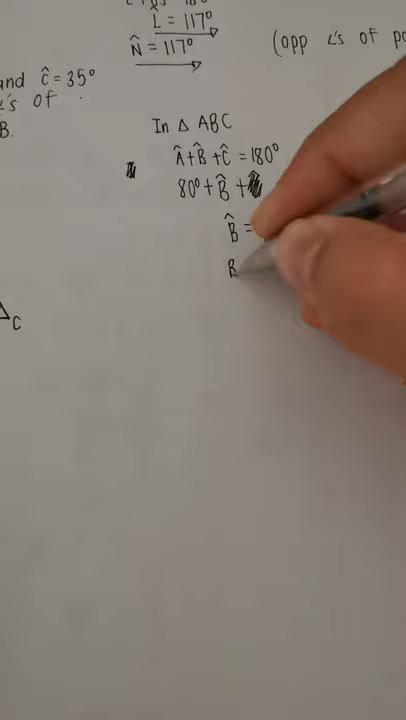 L̂ = 117°
N̂ = 117°
(opp ∠'s of
and ĉ = 35°
∠'s of
B.
In Δ ABC
Â + B̂ + Ĉ = 180°
80° + B̂ +
B̂ =
B
C